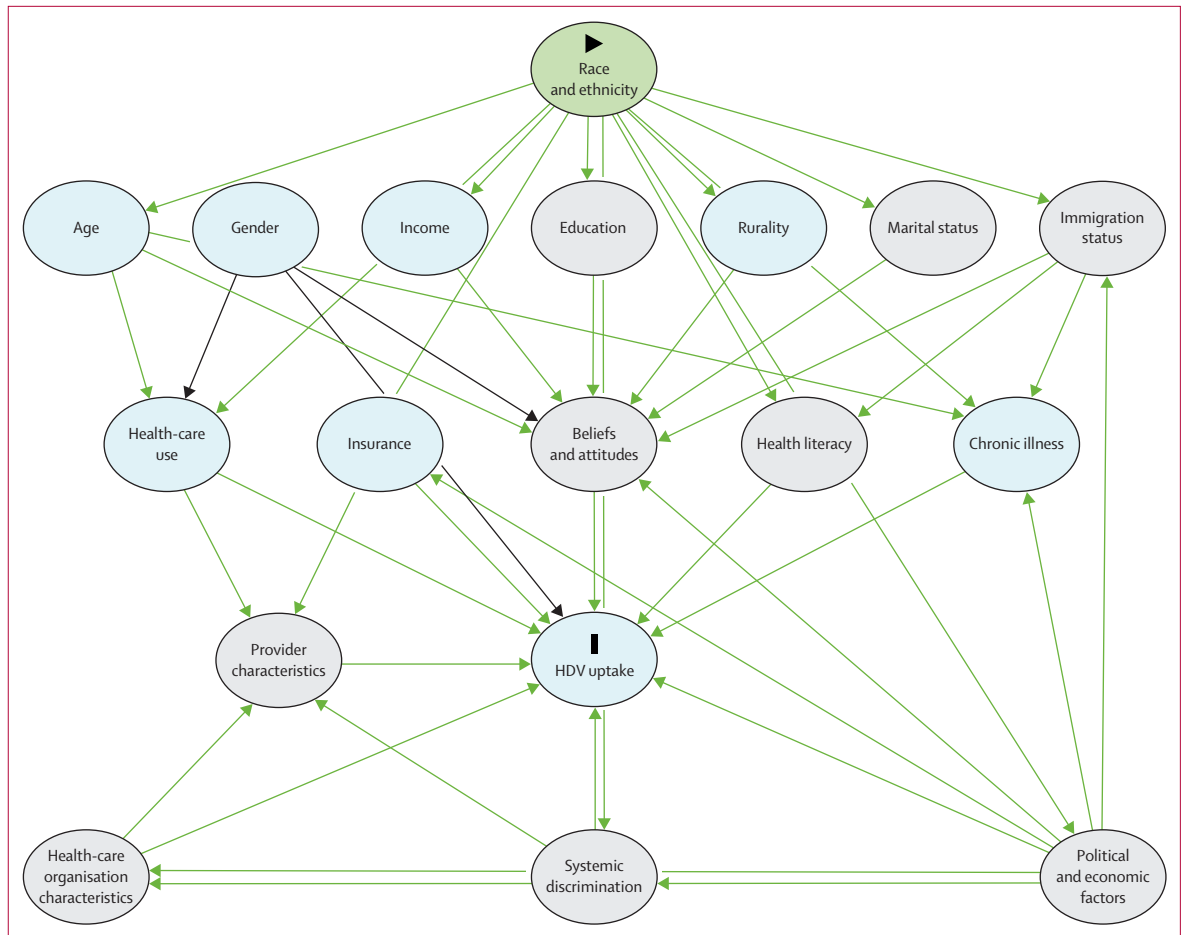 Race
and ethnicity
Age
Gender
Income
Education
Rurality
Marital status
Immigration
status
Health-care
use
Insurance
Beliefs
and attitudes
Health literacy
Chronic illness
Provider
characteristics
HDV uptake
Health-care
organisation
characteristics
Systemic
discrimination
Political
and economic
factors